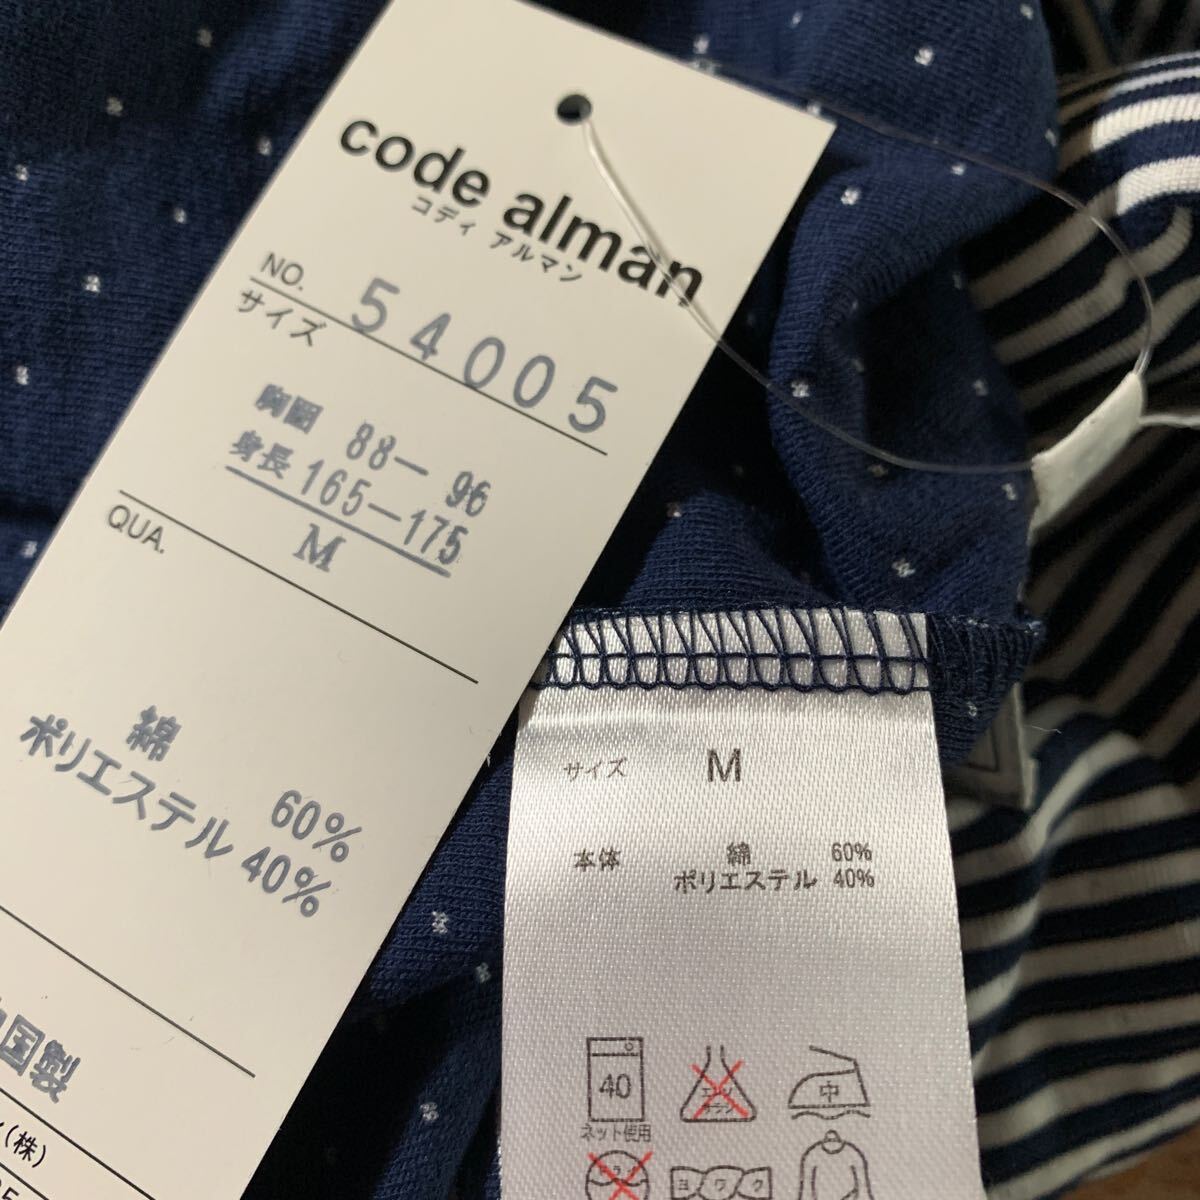 code alman
コディ アルマン
NO. 54005
サイズ
胸囲 88－96
身長 165－175
M
QUA.
綿 60%
ポリエステル 40%
国製
(株)
サイズ M
本体 綿 60%
ポリエステル 40%
40
中
ネット使用
ヨワク